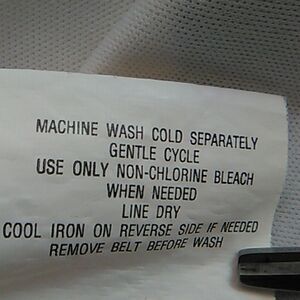 MACHINE WASH COLD SEPARATELY
GENTLE CYCLE
USE ONLY NON-CHLORINE BLEACH
WHEN NEEDED
LINE DRY
COOL IRON ON REVERSE SIDE IF NEEDED
REMOVE BELT BEFORE WASH